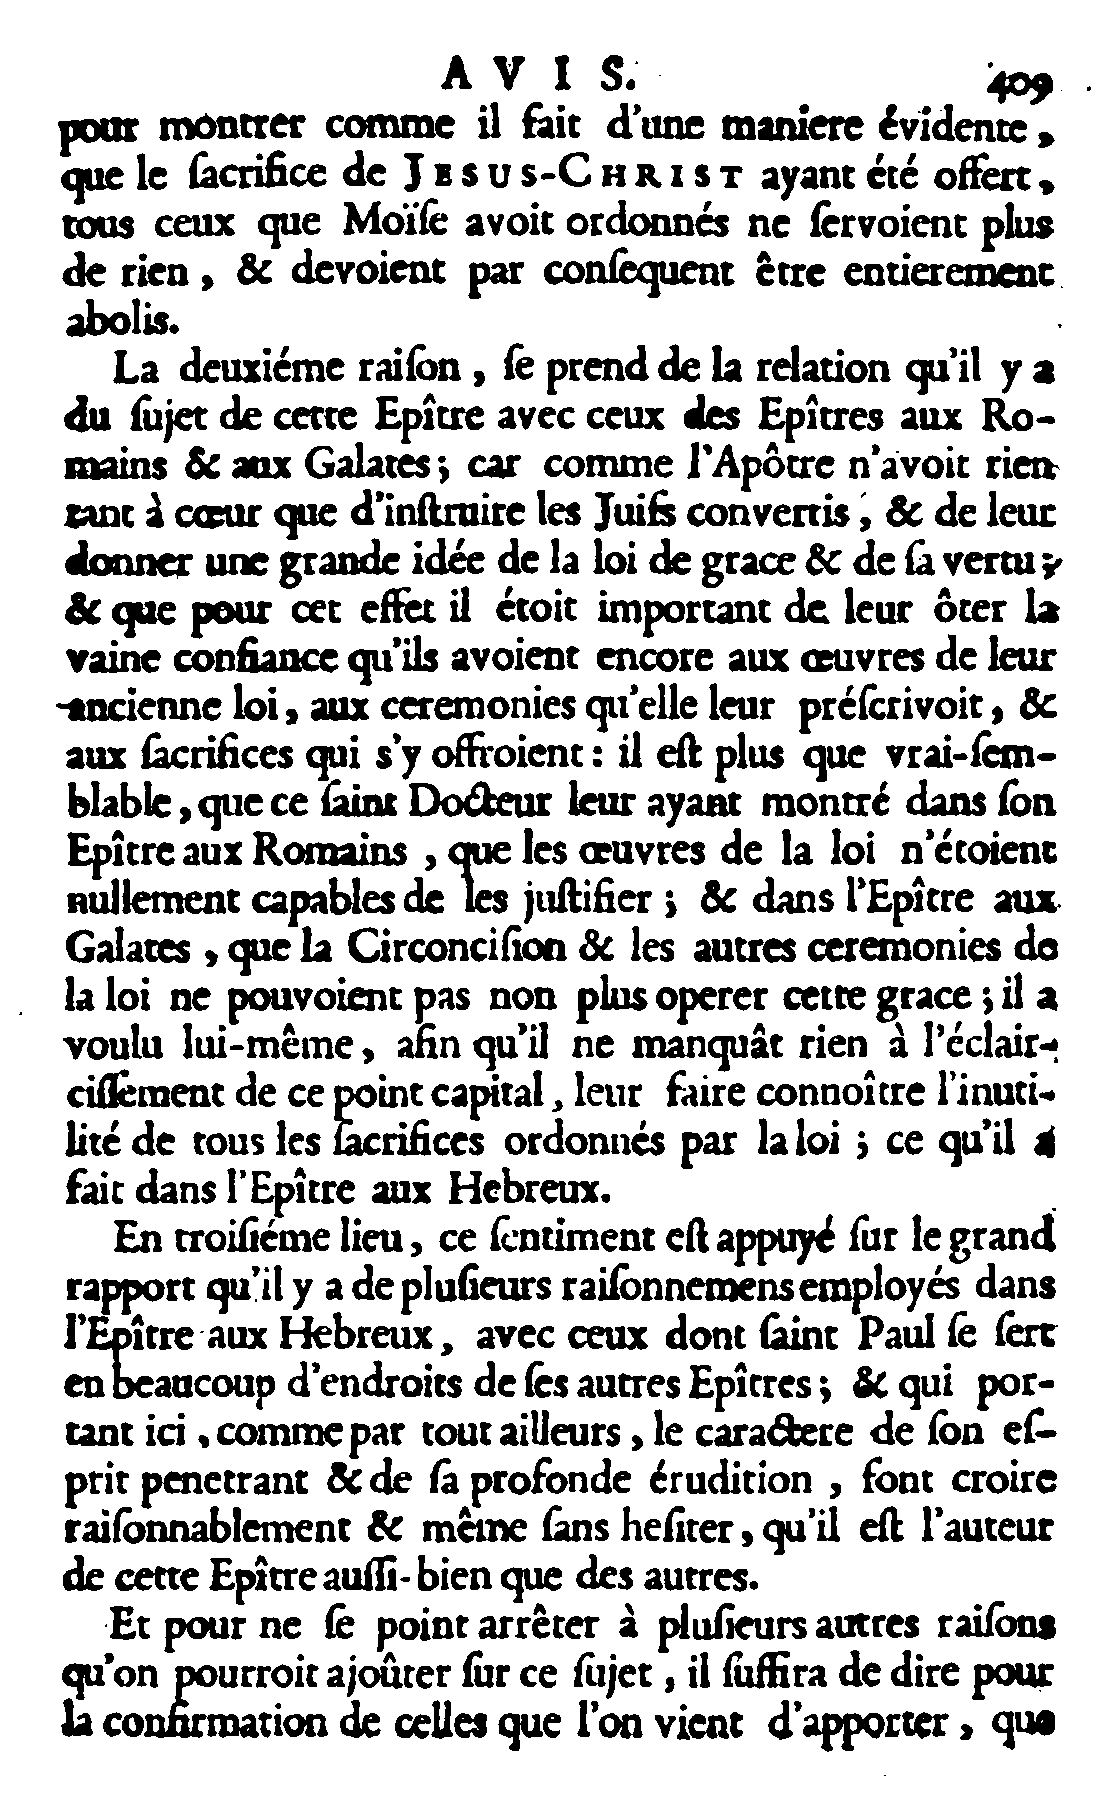 AVIS. 409
pour montrer comme il fait d'une maniere évidente,
que le ſacrifice de JESUS-CHRIST ayant été offert,
tous ceux que Moïſe avoit ordonnés ne ſervoient plus
de rien, & devoient par conſequent être entierement
abolis.
La deuxiéme raiſon, ſe prend de la relation qu'il y a
du ſujet de cette Epître avec ceux des Epîtres aux Ro-
mains & aux Galates; car comme l'Apôtre n'avoit rien
tant à cœur que d'inſtruire les Juifs convertis, & de leur
donner une grande idée de la loi de grace & de ſa vertu;
& que pour cet effet il étoit important de leur ôter la
vaine confiance qu'ils avoient encore aux œuvres de leur
ancienne loi, aux ceremonies qu'elle leur préſcrivoit, &
aux ſacrifices qui s'y offroient: il eſt plus que vrai-ſem-
blable, que ce ſaint Docteur leur ayant montré dans ſon
Epître aux Romains, que les œuvres de la loi n'étoient
nullement capables de les juſtifier; & dans l'Epître aux
Galates, que la Circonciſion & les autres ceremonies de
la loi ne pouvoient pas non plus operer cette grace; il a
voulu lui-même, afin qu'il ne manquât rien à l'éclair-
ciſſement de ce point capital, leur faire connoître l'inuti-
lité de tous les ſacrifices ordonnés par la loi; ce qu'il a
fait dans l'Epître aux Hebreux.
En troiſiéme lieu, ce ſentiment eſt appuyé ſur le grand
rapport qu'il y a de pluſieurs raiſonnemens employés dans
l'Epître aux Hebreux, avec ceux dont ſaint Paul ſe ſert
en beaucoup d'endroits de ſes autres Epîtres; & qui por-
tant ici, comme par tout ailleurs, le caractere de ſon eſ-
prit penetrant & de ſa profonde érudition, font croire
raiſonnablement & même ſans heſiter, qu'il eſt l'auteur
de cette Epître auſſi-bien que des autres.
Et pour ne ſe point arrêter à pluſieurs autres raiſons
qu'on pourroit ajoûter ſur ce ſujet, il ſuffira de dire pour
la confirmation de celles que l'on vient d'apporter, que